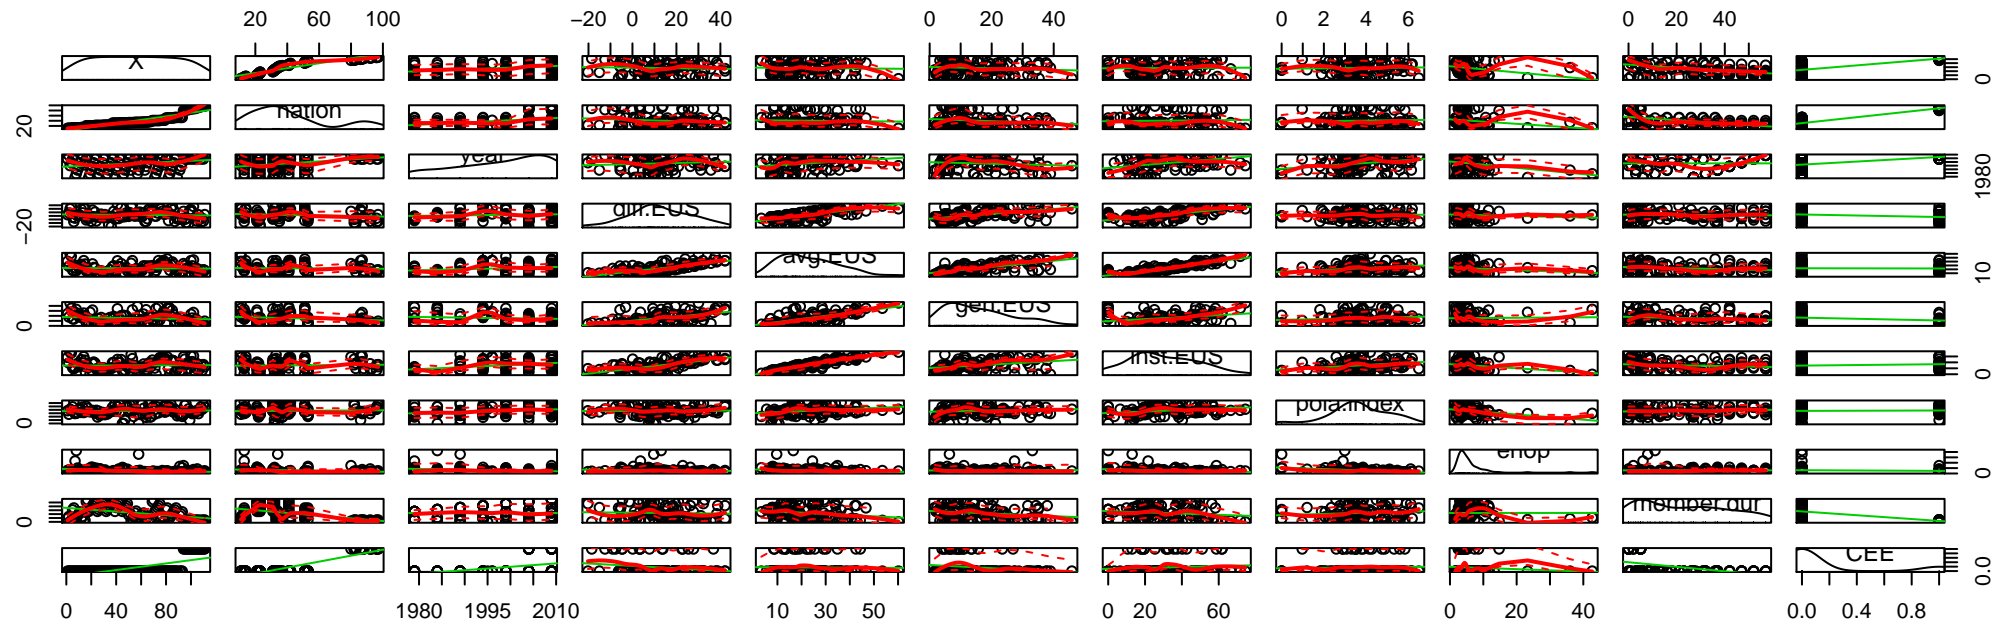 20 60 100 −20 0 20 40 0 20 40 0 2 4 6 0 20 40
X 0
20 nation
year 1980
−20 diff.EUS
avg.EUS 10
0 gen.EUS
inst.EUS 0
0 pola.index
enop 0
0 member.dur
CEE 0.0
0 40 80 1980 1995 2010 10 30 50 0 20 60 0 20 40 0.0 0.4 0.8